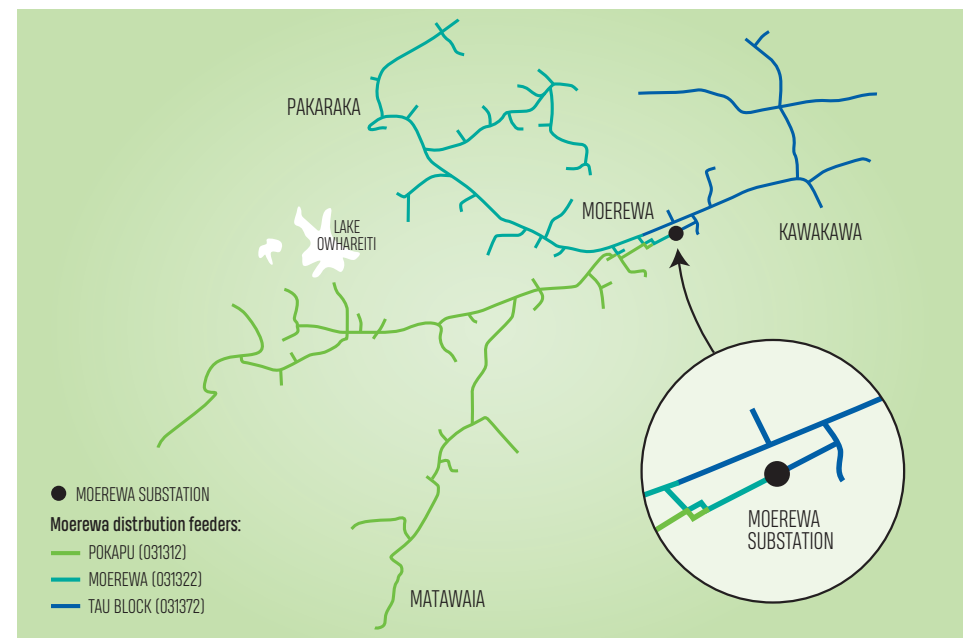 PAKARAKA
MOEREWA
KAWAKAWA
LAKE
OWHAREITI
MOEREWA
SUBSTATION
MATAWAIA
MOEREWA SUBSTATION
Moerewa distrbution feeders:
POKAPU (031312)
MOEREWA (031322)
TAU BLOCK (031372)